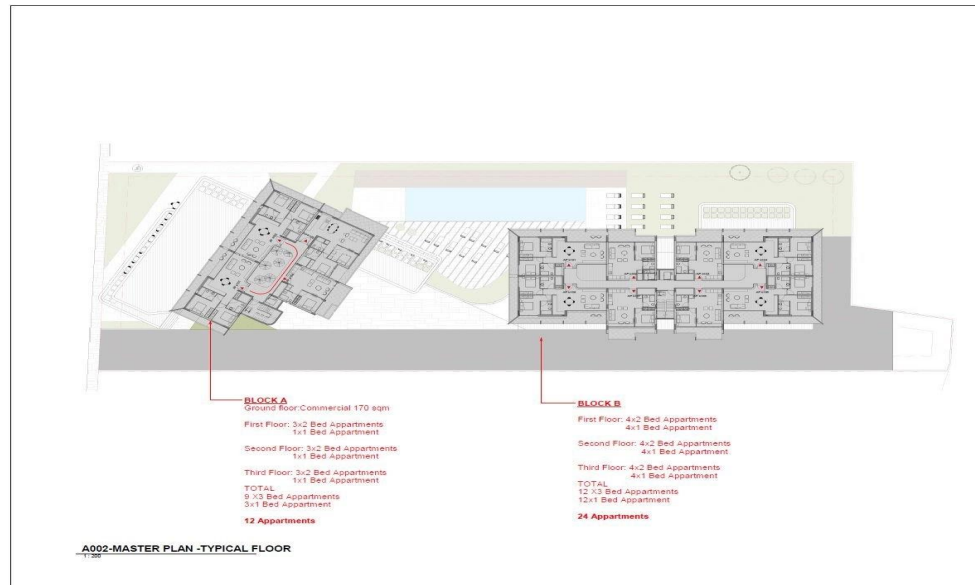 BLOCK A
Ground floor:Commercial 170 sqm
First Floor: 3x2 Bed Appartments
1x1 Bed Appartment
Second Floor: 3x2 Bed Appartments
1x1 Bed Appartment
Third Floor: 3x2 Bed Appartments
1x1 Bed Appartment
TOTAL
9 X3 Bed Appartments
3x1 Bed Appartment
12 Appartments
BLOCK B
First Floor: 4x2 Bed Appartments
4x1 Bed Appartment
Second Floor: 4x2 Bed Appartments
4x1 Bed Appartment
Third Floor: 4x2 Bed Appartments
4x1 Bed Appartment
TOTAL
12 X3 Bed Appartments
12x1 Bed Appartment
24 Appartments
A002-MASTER PLAN -TYPICAL FLOOR
1 : 200